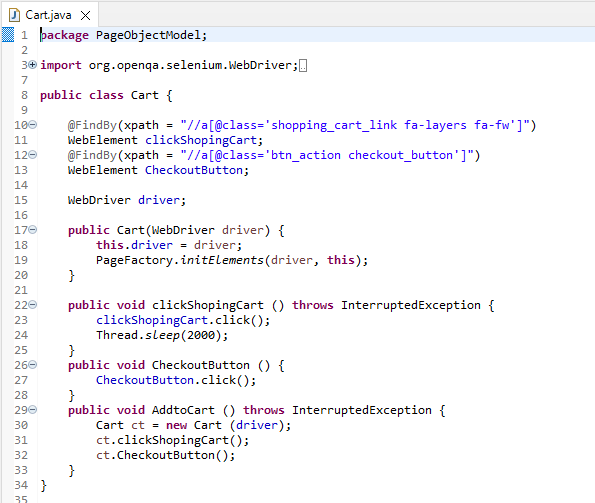 Cart.java
1 package PageObjectModel;
2
3 import org.openqa.selenium.WebDriver;
7
8 public class Cart {
9
10 @FindBy(xpath = "//a[@class='shopping_cart_link fa-layers fa-fw']")
11 WebElement clickShopingCart;
12 @FindBy(xpath = "//a[@class='btn_action checkout_button']")
13 WebElement CheckoutButton;
14
15 WebDriver driver;
16
17 public Cart(WebDriver driver) {
18 this.driver = driver;
19 PageFactory.initElements(driver, this);
20 }
21
22 public void clickShopingCart () throws InterruptedException {
23 clickShopingCart.click();
24 Thread.sleep(2000);
25 }
26 public void CheckoutButton () {
27 CheckoutButton.click();
28 }
29 public void AddtoCart () throws InterruptedException {
30 Cart ct = new Cart (driver);
31 ct.clickShopingCart();
32 ct.CheckoutButton();
33 }
34 }
35